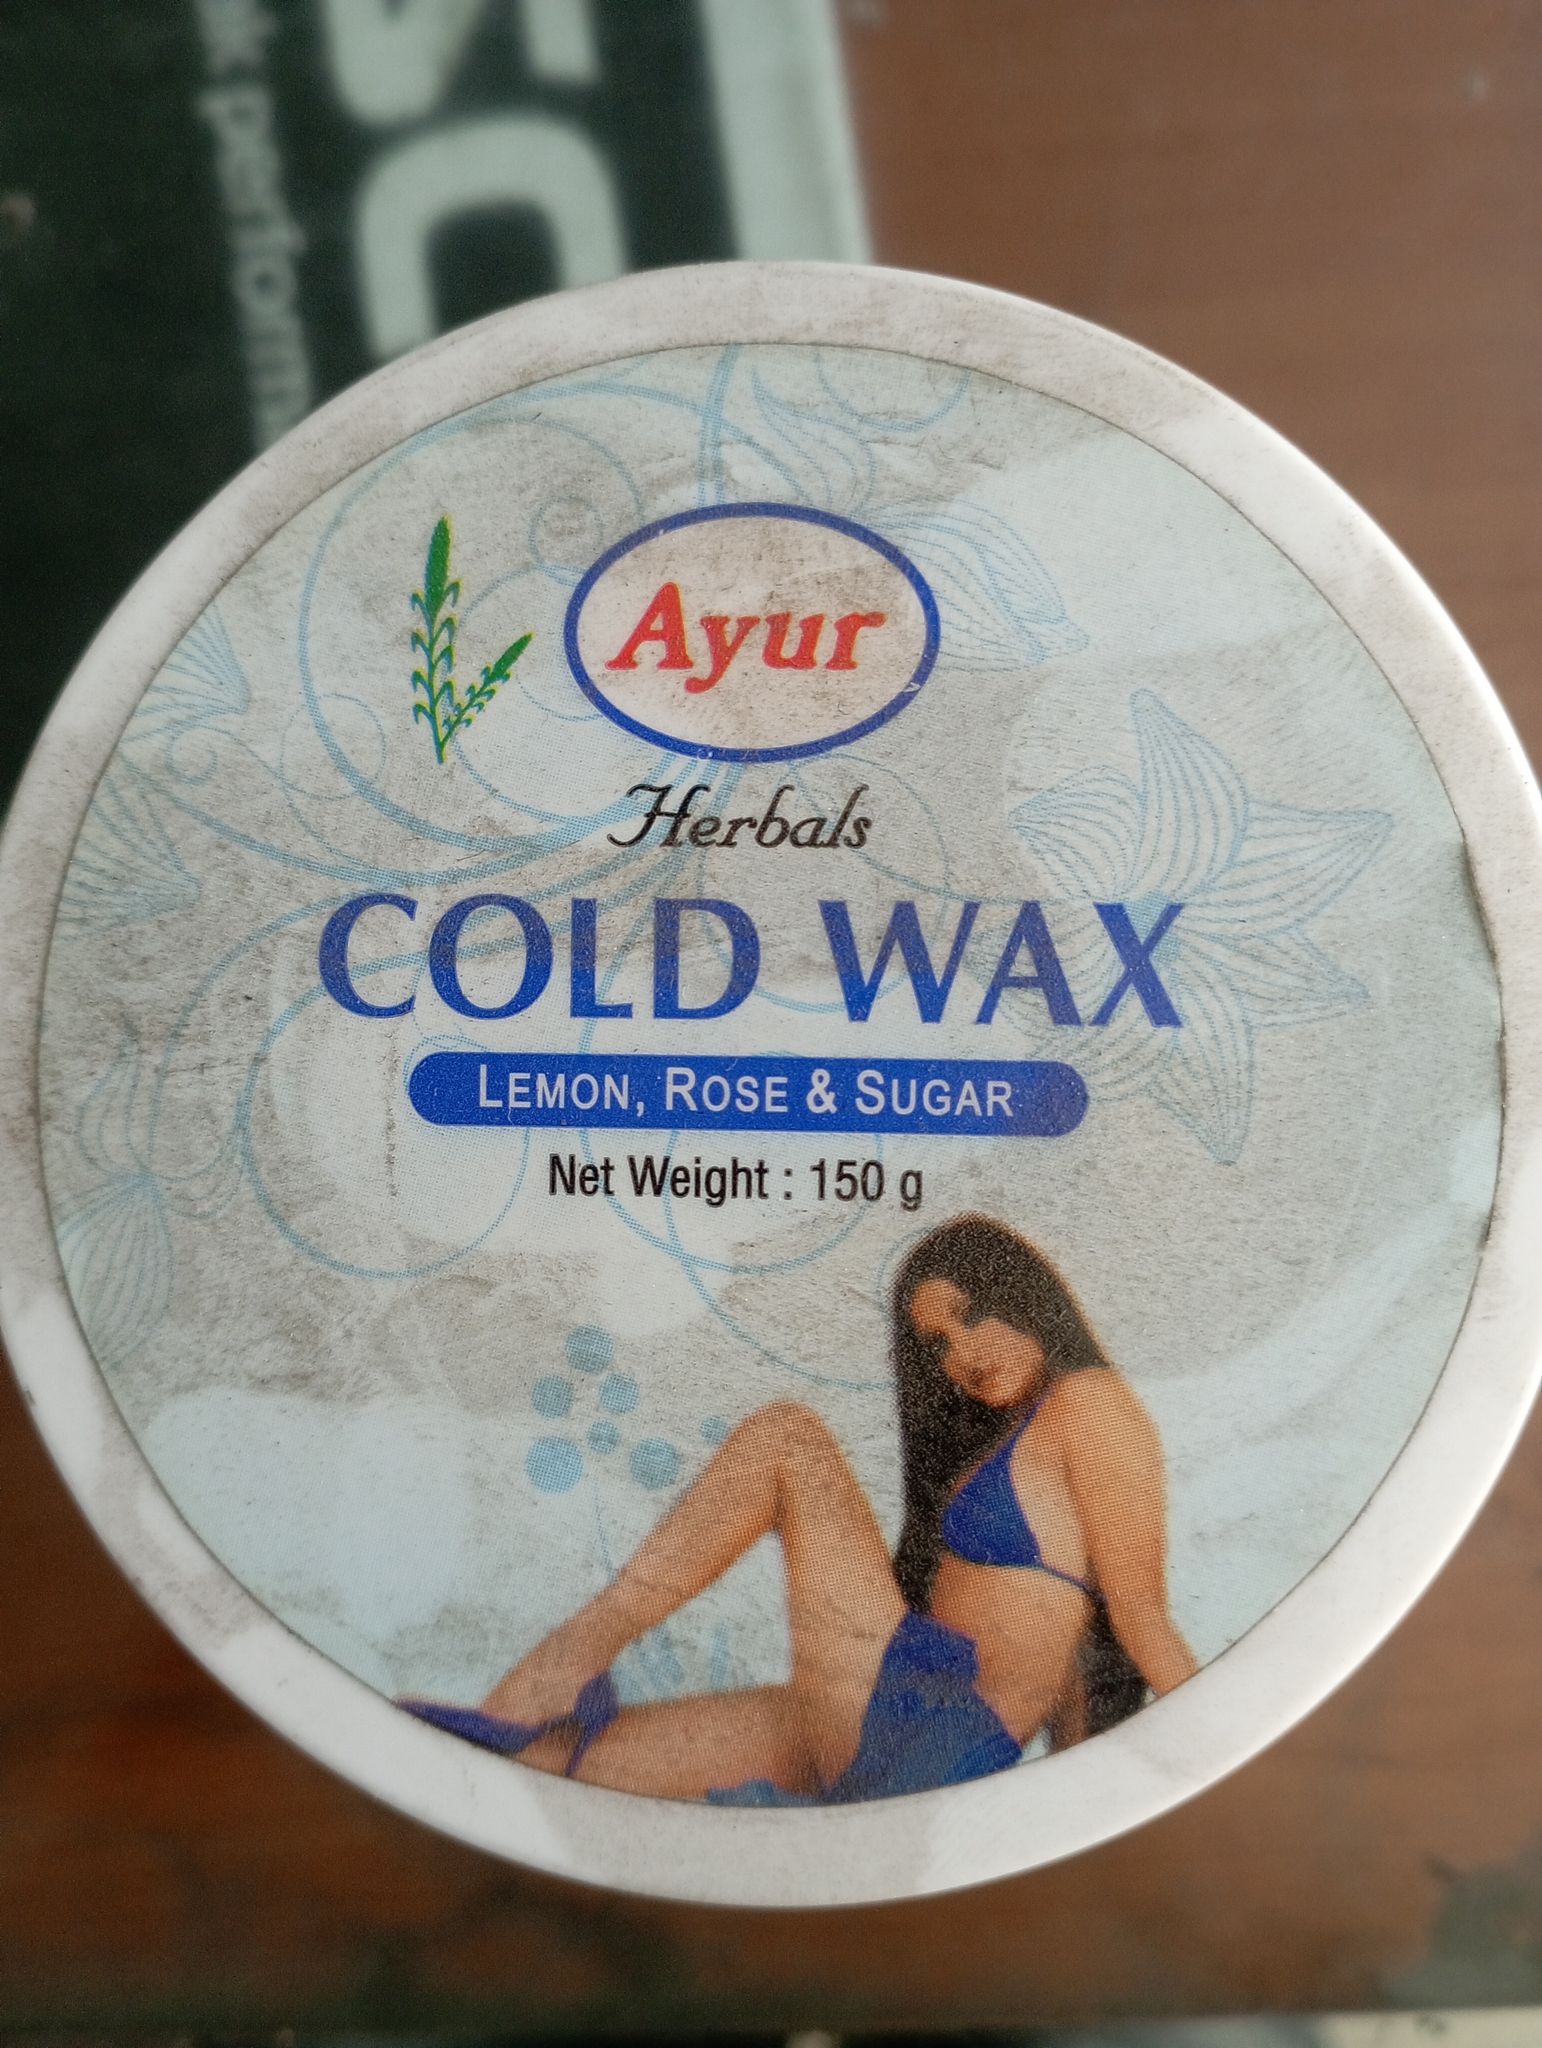 Ayur
Herbals
COLD WAX
LEMON, ROSE & SUGAR
Net Weight : 150 g